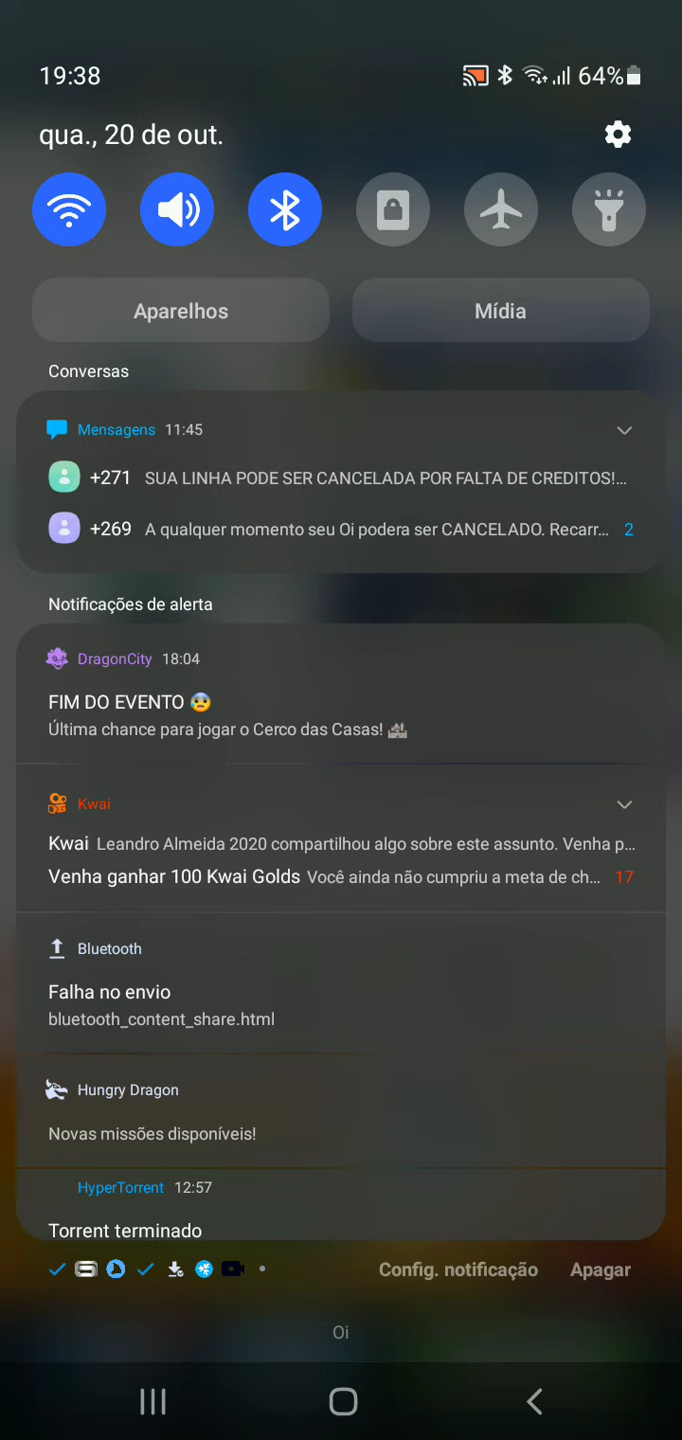 19:38
64%
qua., 20 de out.
Aparelhos
Mídia
Conversas
Mensagens 11:45
+271 SUA LINHA PODE SER CANCELADA POR FALTA DE CREDITOS!...
+269 A qualquer momento seu Oi podera ser CANCELADO. Recarr... 2
Notificações de alerta
DragonCity 18:04
FIM DO EVENTO 😰
Última chance para jogar o Cerco das Casas! 🏰
Kwai
Kwai Leandro Almeida 2020 compartilhou algo sobre este assunto. Venha p...
Venha ganhar 100 Kwai Golds Você ainda não cumpriu a meta de ch... 17
Bluetooth
Falha no envio
bluetooth_content_share.html
Hungry Dragon
Novas missões disponíveis!
HyperTorrent 12:57
Torrent terminado
Config. notificação
Apagar
Oi